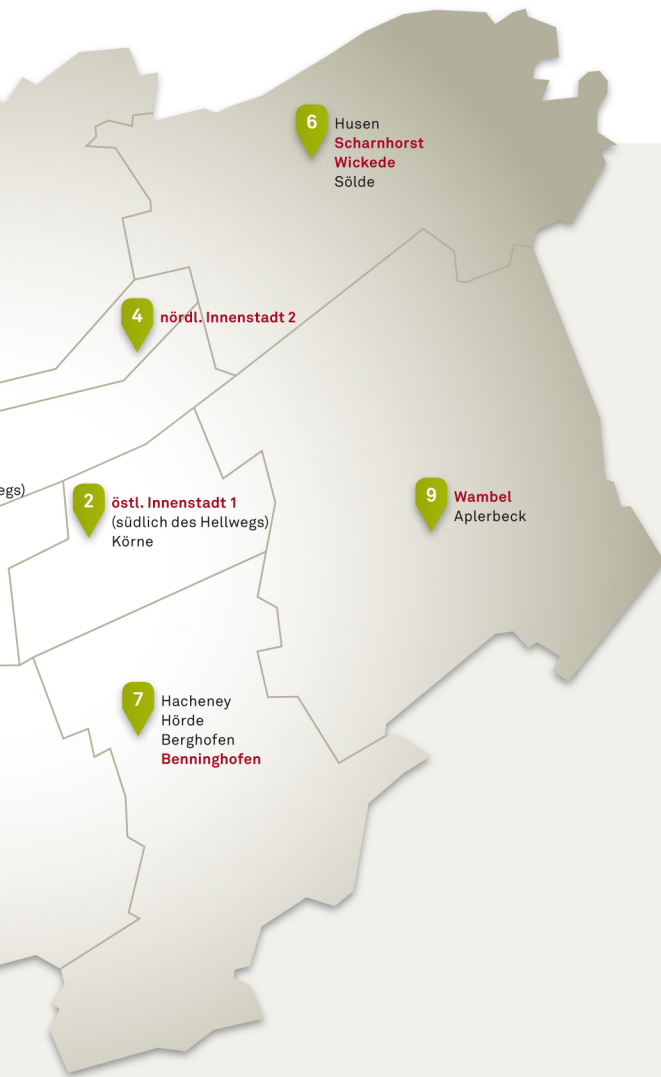 6
Husen
Scharnhorst
Wickede
Sölde
4
nördl. Innenstadt 2
egs)
2
östl. Innenstadt 1
(südlich des Hellwegs)
Körne
9
Wambel
Aplerbeck
7
Hacheney
Hörde
Berghofen
Benninghofen